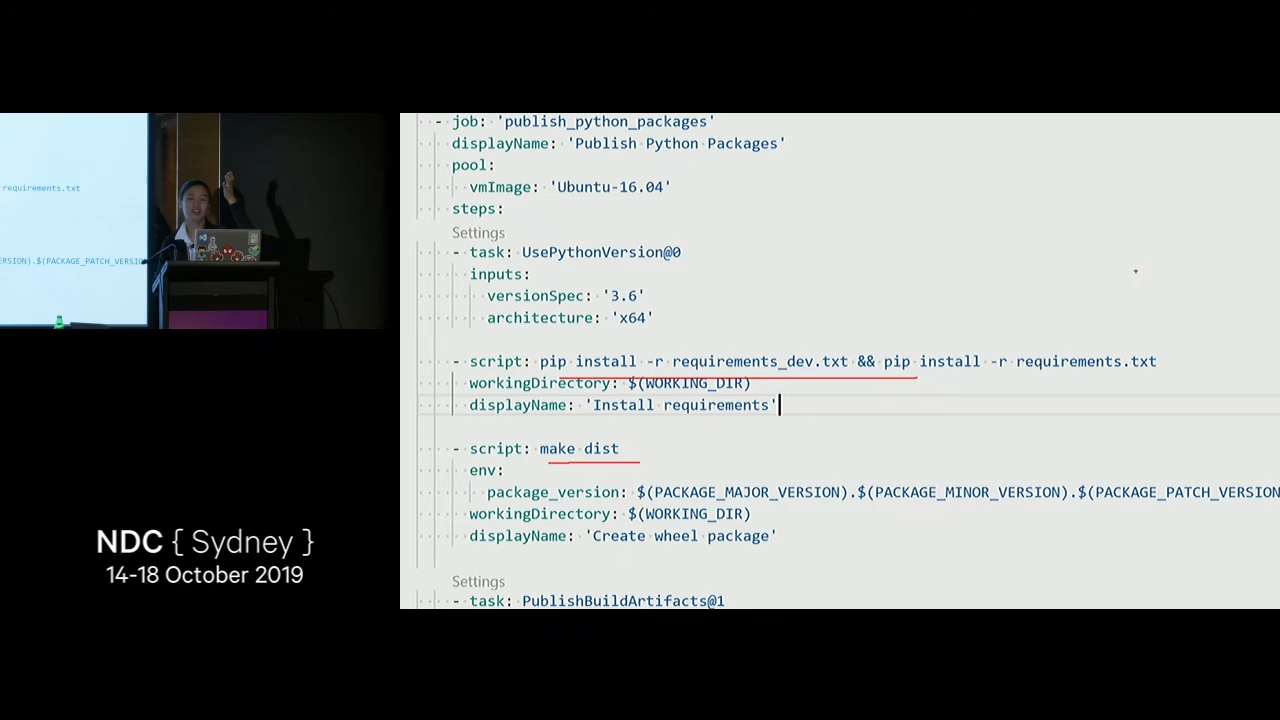 requirements.txt
ERSION).$(PACKAGE_PATCH_VERSIO
NDC { Sydney }
14-18 October 2019
- job: 'publish_python_packages'
displayName: 'Publish Python Packages'
pool:
vmImage: 'Ubuntu-16.04'
steps:
Settings
- task: UsePythonVersion@0
inputs:
versionSpec: '3.6'
architecture: 'x64'
- script: pip install -r requirements_dev.txt && pip install -r requirements.txt
workingDirectory: $(WORKING_DIR)
displayName: 'Install requirements'
- script: make dist
env:
package_version: $(PACKAGE_MAJOR_VERSION).$(PACKAGE_MINOR_VERSION).$(PACKAGE_PATCH_VERSION
workingDirectory: $(WORKING_DIR)
displayName: 'Create wheel package'
Settings
- task: PublishBuildArtifacts@1